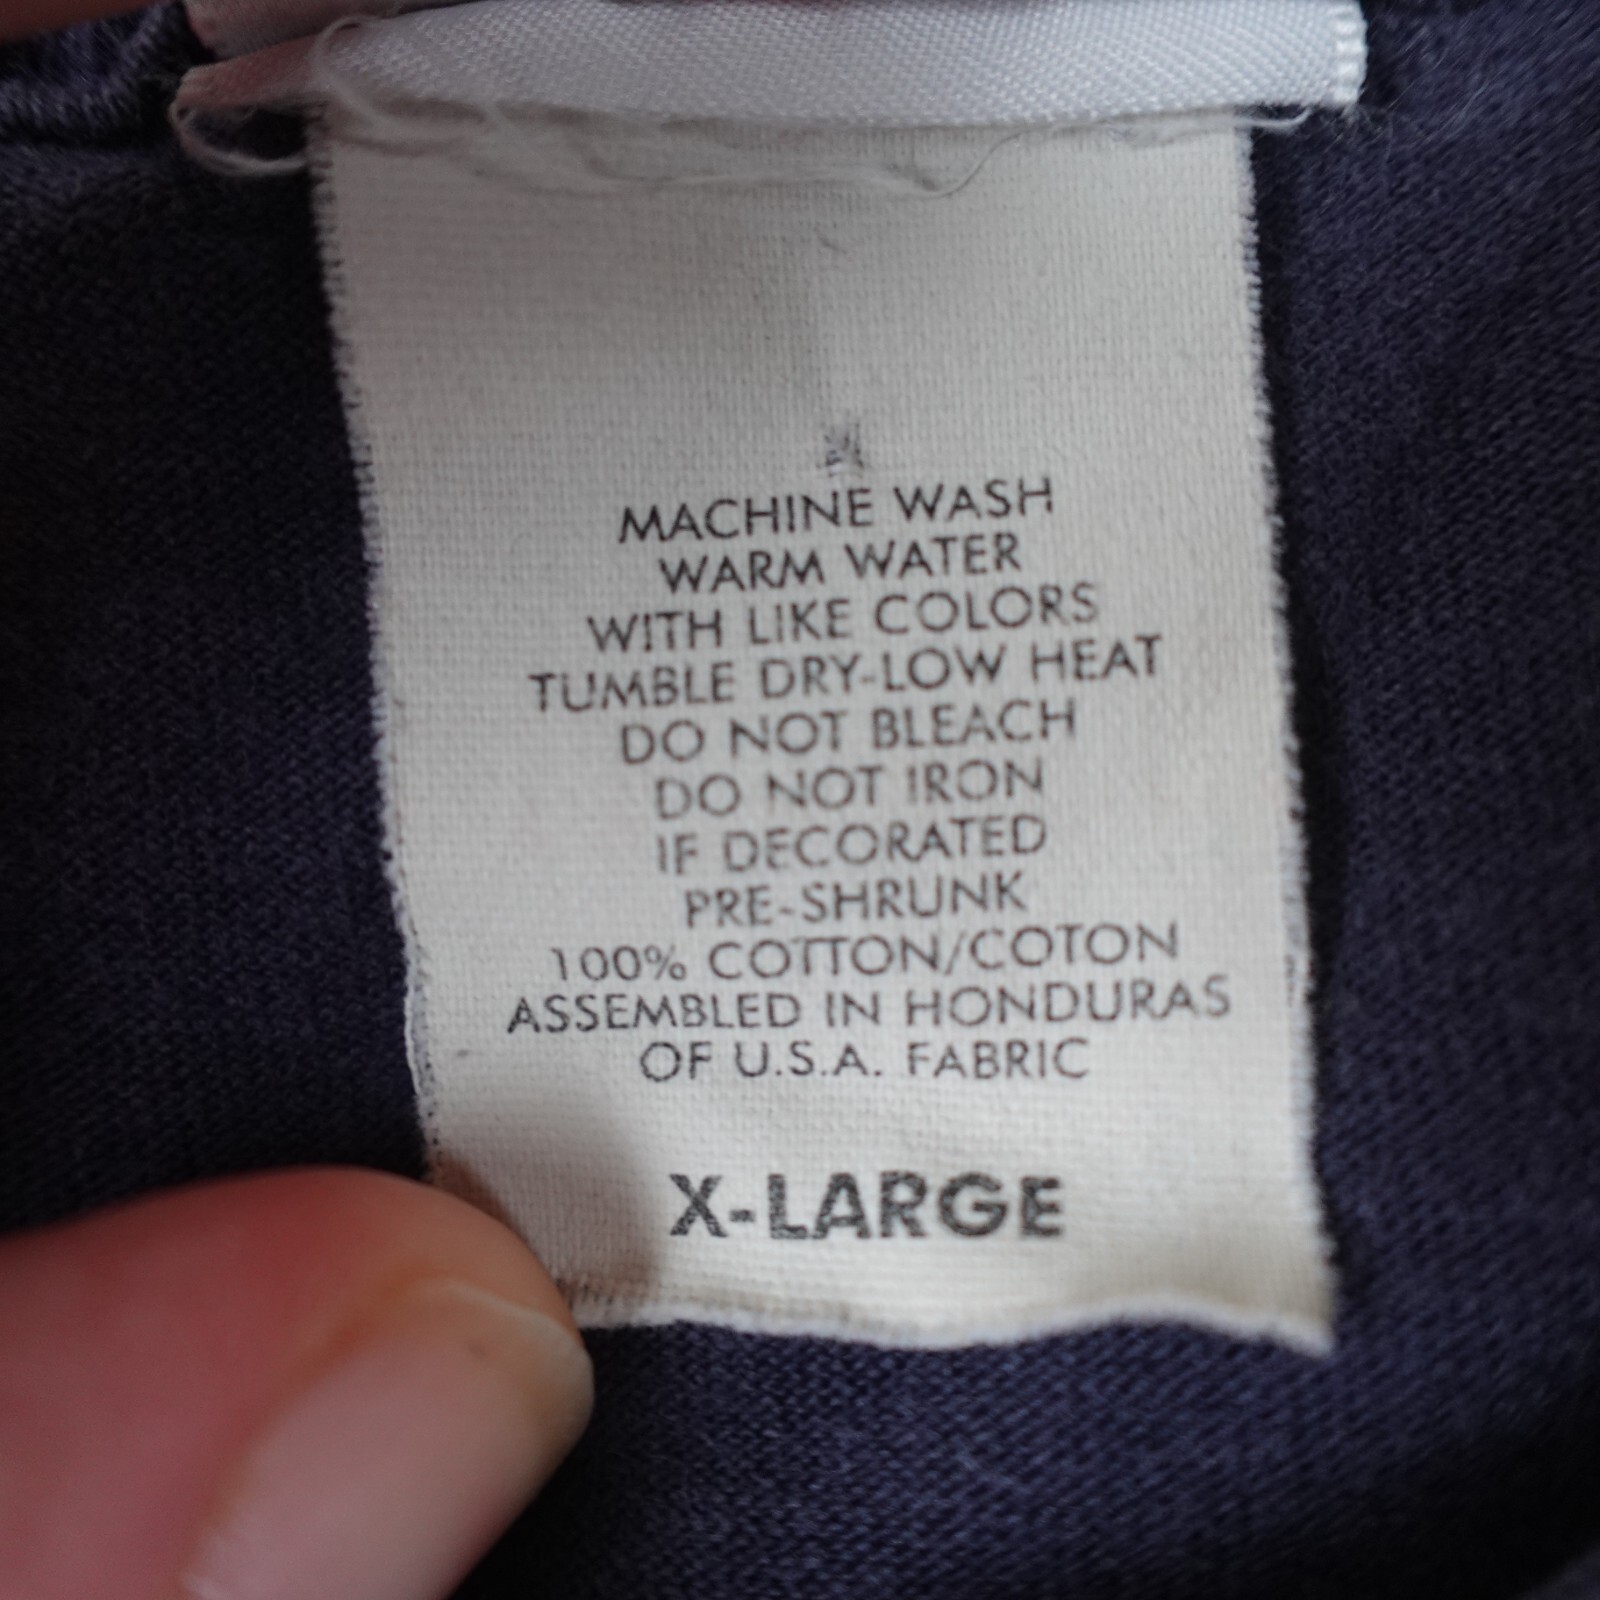 MACHINE WASH
WARM WATER
WITH LIKE COLORS
TUMBLE DRY-LOW HEAT
DO NOT BLEACH
DO NOT IRON
IF DECORATED
PRE-SHRUNK
100% COTTON/COTON
ASSEMBLED IN HONDURAS
OF U.S.A. FABRIC
X-LARGE